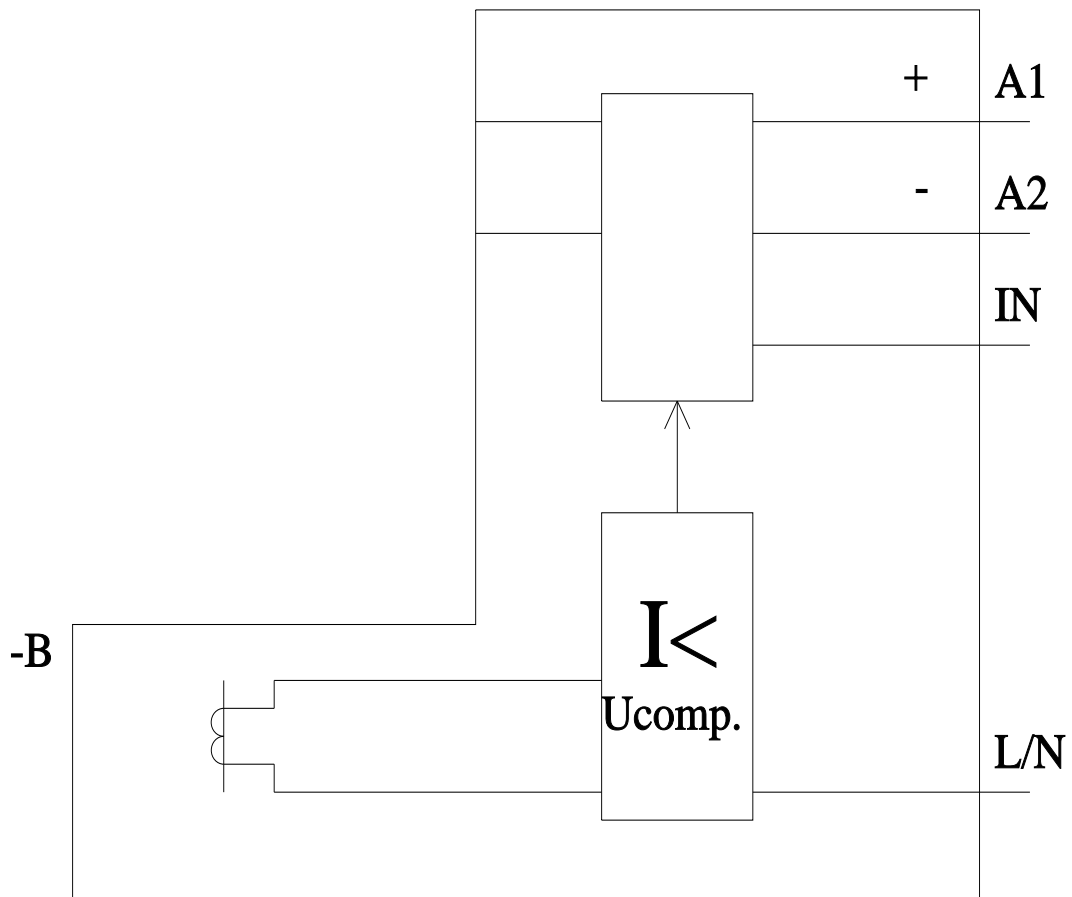 + A1
- A2
IN
-B
I<
Ucomp.
L/N